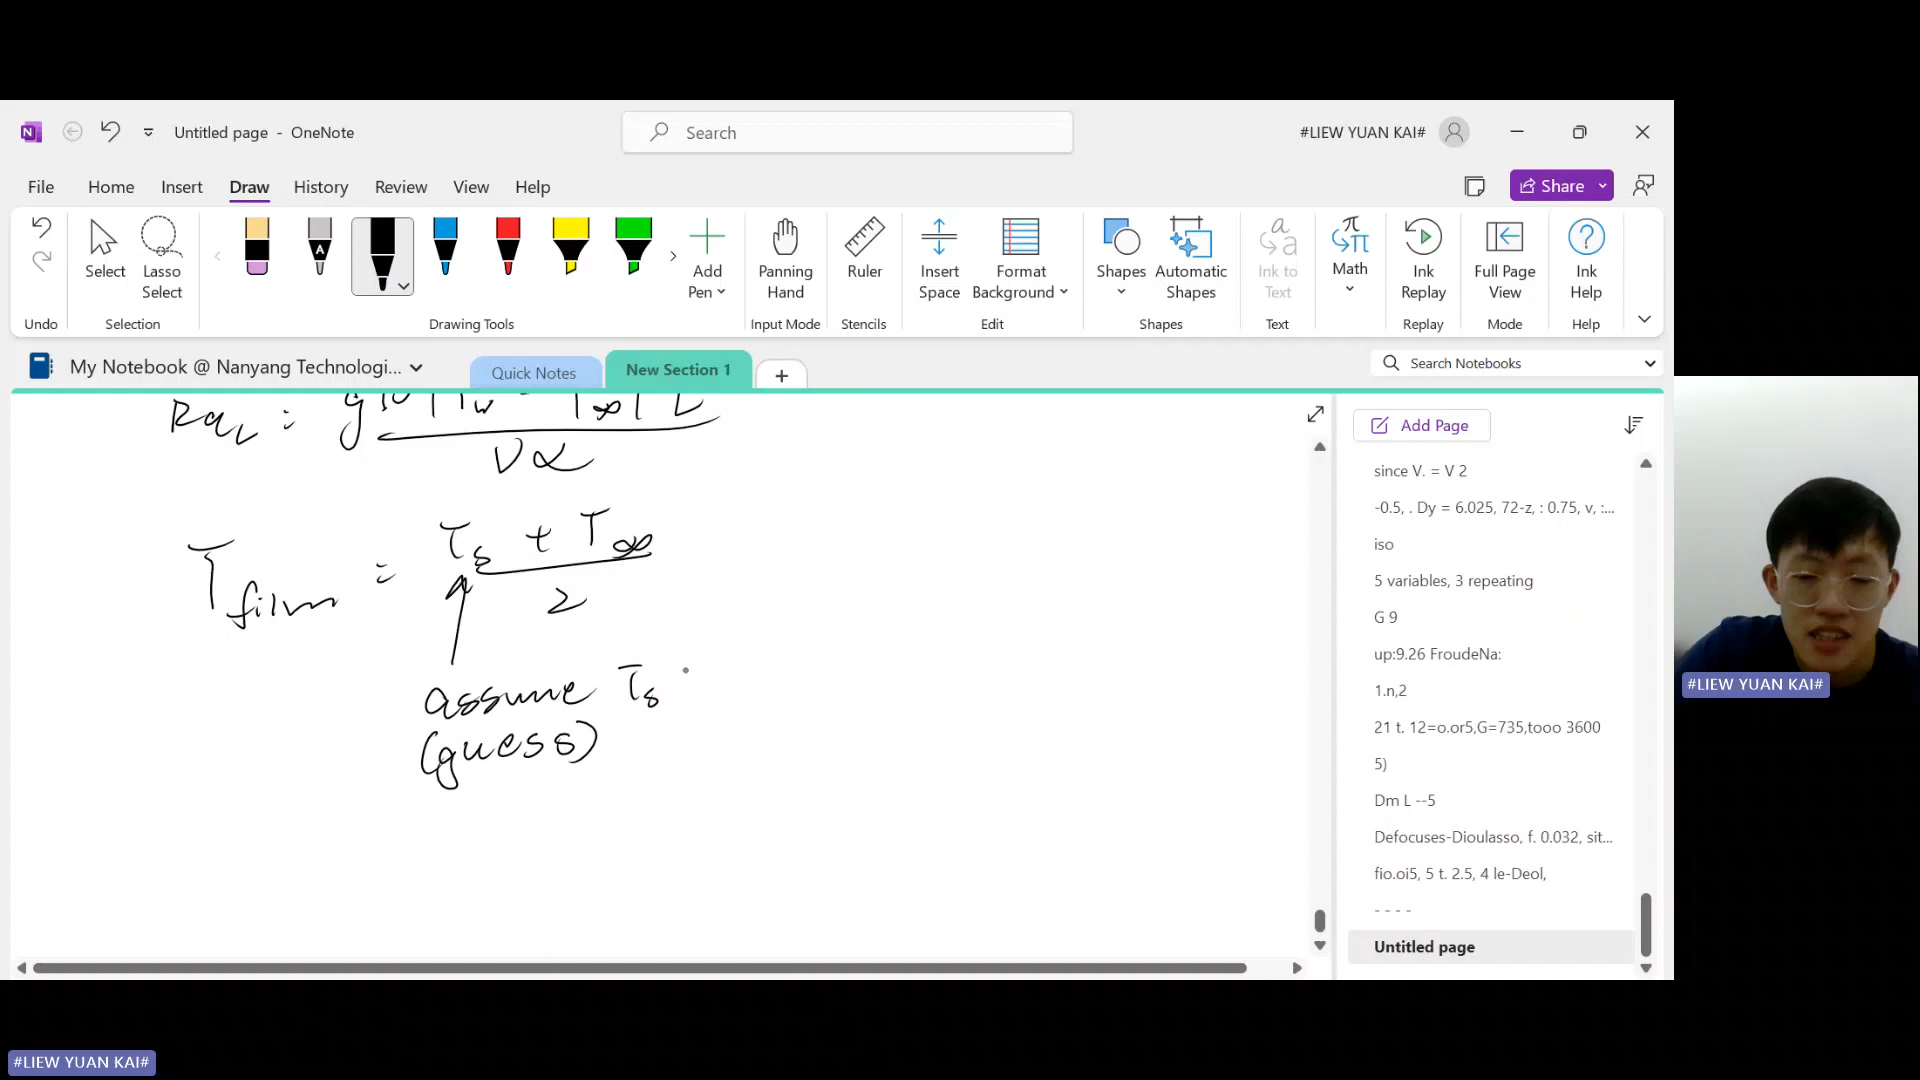 Untitled page - OneNote
Search
#LIEW YUAN KAI#
File Home Insert Draw History Review View Help
Share
Select
Lasso Select
A
Add Pen
Panning Hand
Ruler
Insert Space
Format Background
Shapes
Automatic Shapes
Ink to Text
Math
Ink Replay
Full Page View
Ink Help
Undo Selection Drawing Tools Input Mode Stencils Edit Shapes Text Replay Mode Help
My Notebook @ Nanyang Technologi...
Quick Notes
New Section 1
Search Notebooks
Ra_L = g |T_w - T_∞| L
να
T_film = T_s + T_∞
2
assume T_s
(guess)
Add Page
since V. = V 2
-0.5, . Dy = 6.025, 72-z, : 0.75, v, :...
iso
5 variables, 3 repeating
G 9
up:9.26 FroudeNa:
1.n,2
21 t. 12=o.or5,G=735,tooo 3600
5)
Dm L --5
Defocuses-Dioulasso, f. 0.032, sit...
fio.oi5, 5 t. 2.5, 4 le-Deol,
- - - -
Untitled page
#LIEW YUAN KAI#
#LIEW YUAN KAI#